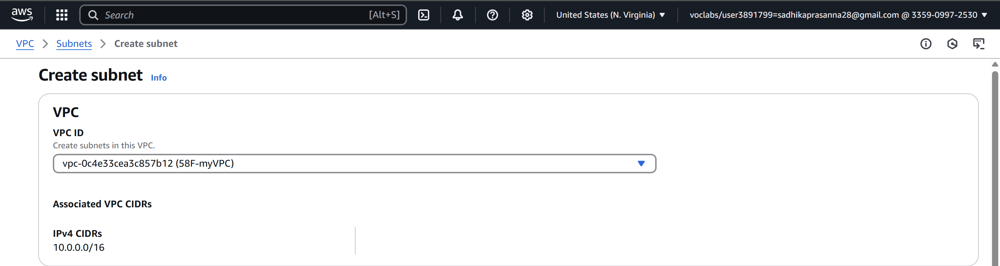 aws
Search [Alt+S] United States (N. Virginia) voclabs/user3891799=sadhikaprasanna28@gmail.com @ 3359-0997-2530
VPC Subnets Create subnet
Create subnet Info
VPC
VPC ID
Create subnets in this VPC.
vpc-0c4e33cea3c857b12 (58F-myVPC)
Associated VPC CIDRs
IPv4 CIDRs
10.0.0.0/16